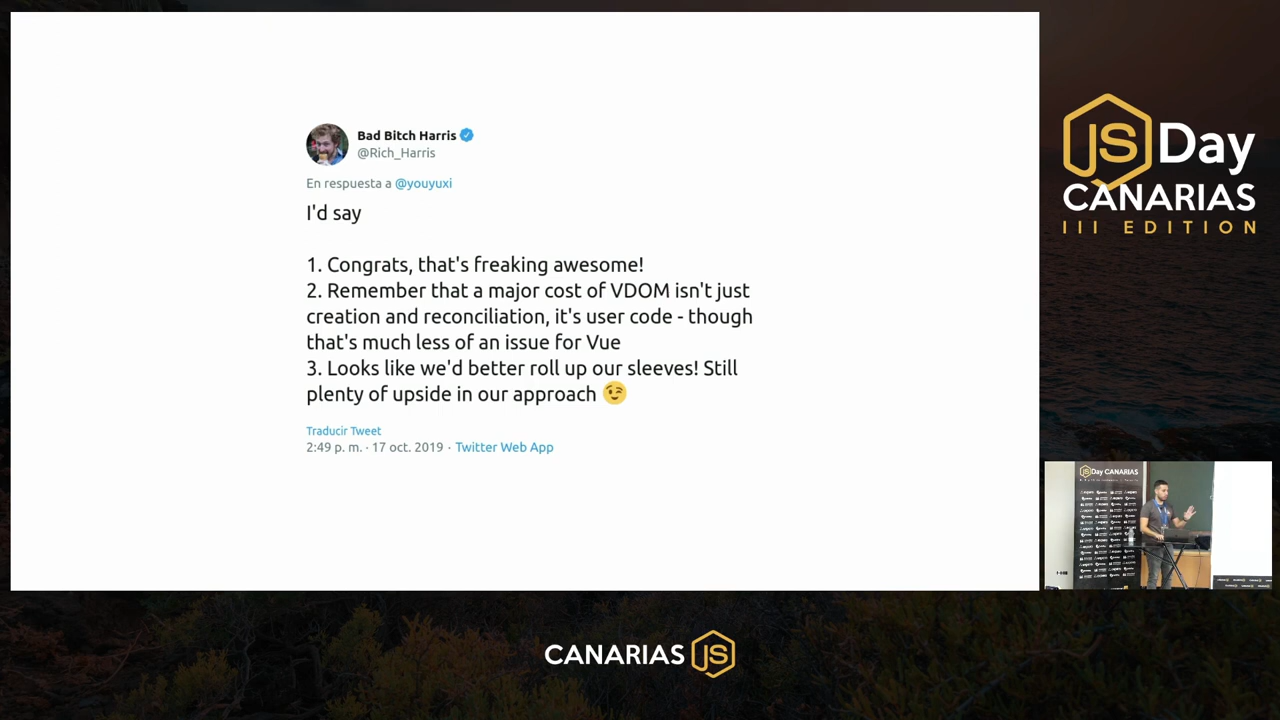 Bad Bitch Harris
@Rich_Harris
En respuesta a @youyuxi
I'd say
1. Congrats, that's freaking awesome!
2. Remember that a major cost of VDOM isn't just
creation and reconciliation, it's user code - though
that's much less of an issue for Vue
3. Looks like we'd better roll up our sleeves! Still
plenty of upside in our approach 😉
Traducir Tweet
2:49 p. m. · 17 oct. 2019 · Twitter Web App
JS Day
CANARIAS
III EDITION
JSDay CANARIAS
CANARIAS JS